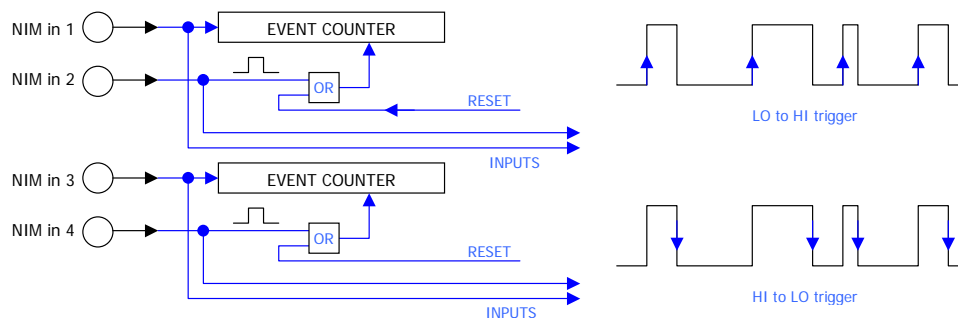 NIM in 1
EVENT COUNTER
NIM in 2
OR
RESET
INPUTS
LO to HI trigger
NIM in 3
EVENT COUNTER
NIM in 4
OR
RESET
INPUTS
HI to LO trigger